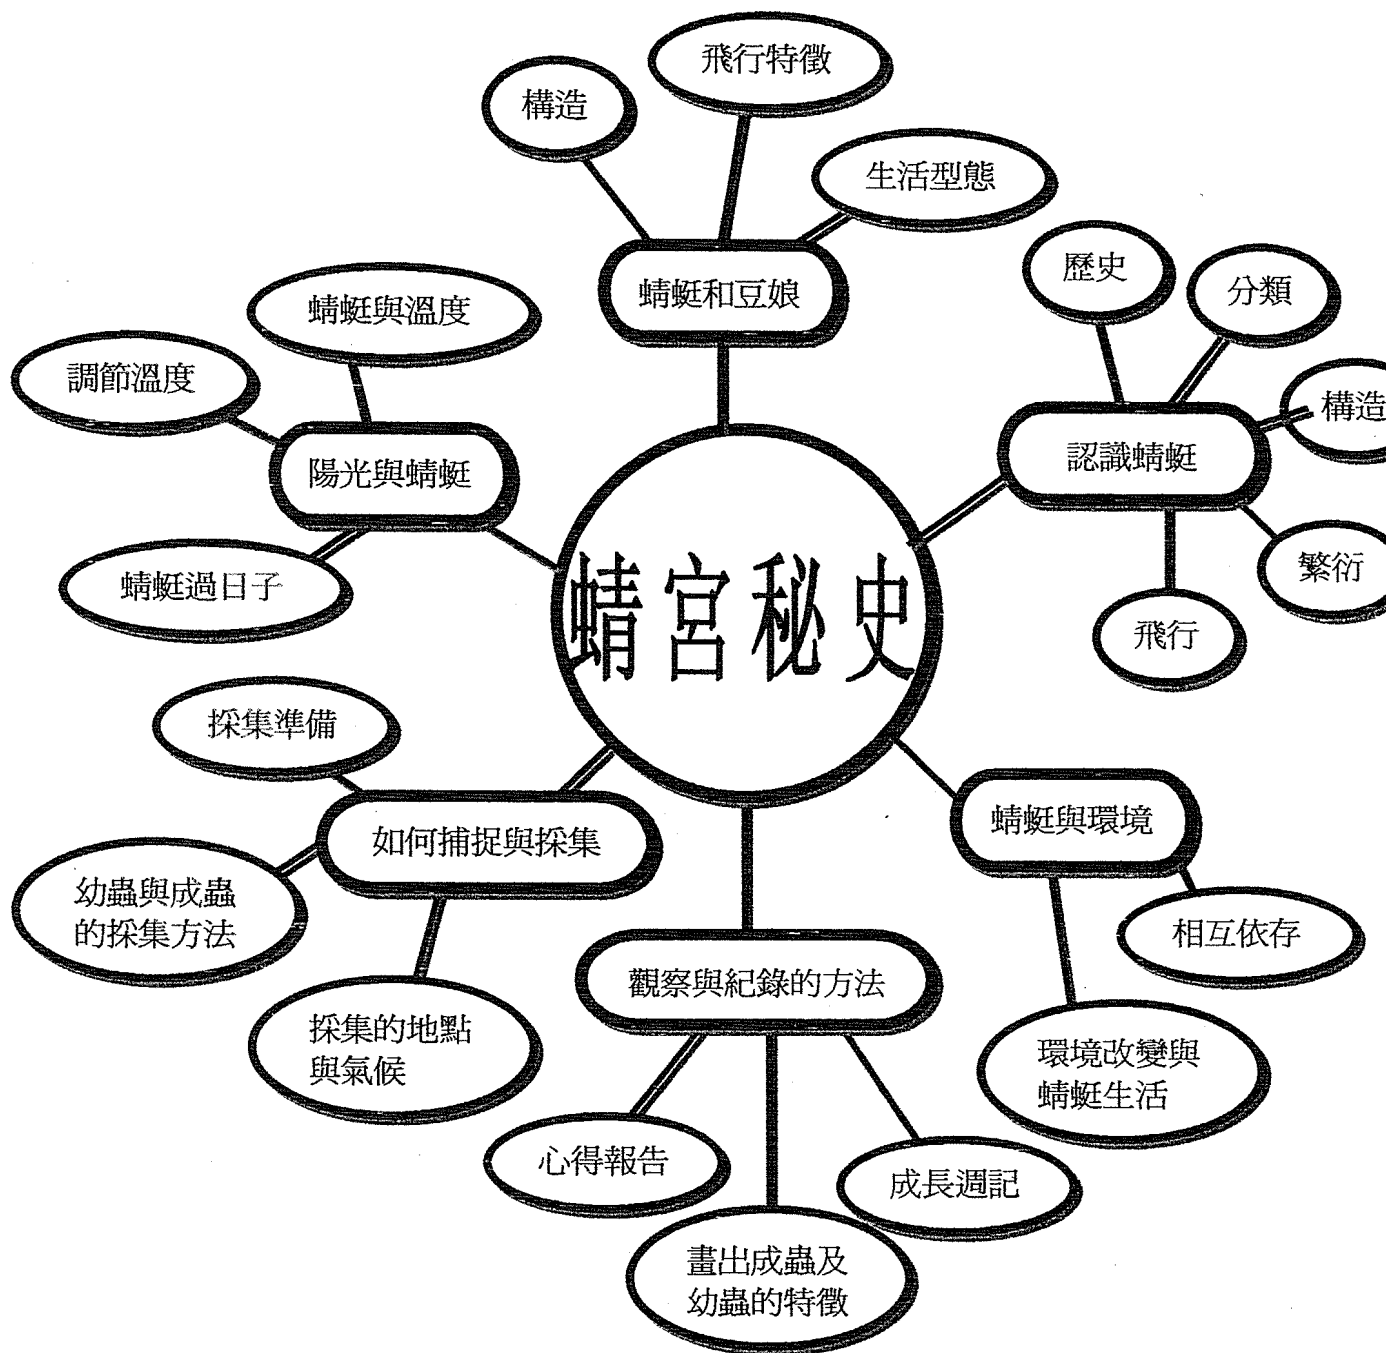 飛行特徵
構造
生活型態
蜻蜓和豆娘
歷史
分類
構造
認識蜻蜓
繁衍
飛行
蜻蜓與溫度
調節溫度
陽光與蜻蜓
蜻蜓過日子
蜻宮秘史
採集準備
如何捕捉與採集
幼蟲與成蟲
的採集方法
採集的地點
與氣候
蜻蜓與環境
相互依存
環境改變與
蜻蜓生活
觀察與紀錄的方法
心得報告
成長週記
畫出成蟲及
幼蟲的特徵